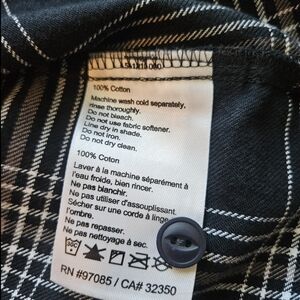 100% Cotton
Machine wash cold separately,
rinse thoroughly.
Do not bleach.
Do not use fabric softener.
Line dry in shade.
Do not iron.
Do not dry clean.
100% Coton
Laver à la machine séparément à
l'eau froide, bien rincer.
Ne pas blanchir.
Ne pas utiliser d'assouplissant.
Sécher sur une corde à linge
l'ombre.
Ne pas repasser.
Ne pas nettoyage à sec.
RN #97085 / CA# 32350